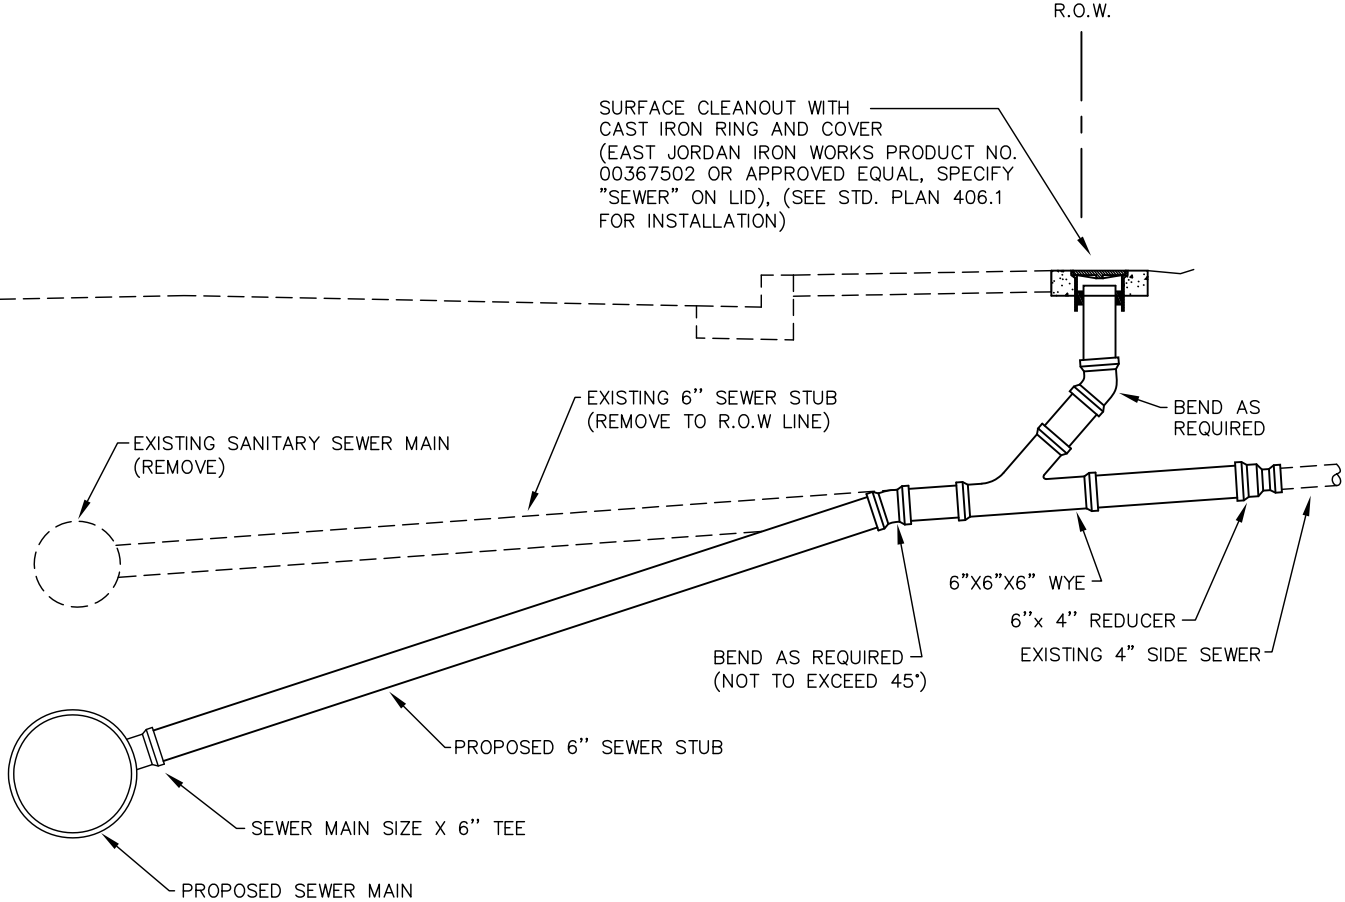 R.O.W.
SURFACE CLEANOUT WITH
CAST IRON RING AND COVER
(EAST JORDAN IRON WORKS PRODUCT NO.
00367502 OR APPROVED EQUAL, SPECIFY
"SEWER" ON LID), (SEE STD. PLAN 406.1
FOR INSTALLATION)
EXISTING 6'' SEWER STUB
(REMOVE TO R.O.W LINE)
BEND AS
REQUIRED
EXISTING SANITARY SEWER MAIN
(REMOVE)
6"X6"X6" WYE
6''x 4'' REDUCER
EXISTING 4" SIDE SEWER
BEND AS REQUIRED
(NOT TO EXCEED 45°)
PROPOSED 6'' SEWER STUB
SEWER MAIN SIZE X 6'' TEE
PROPOSED SEWER MAIN